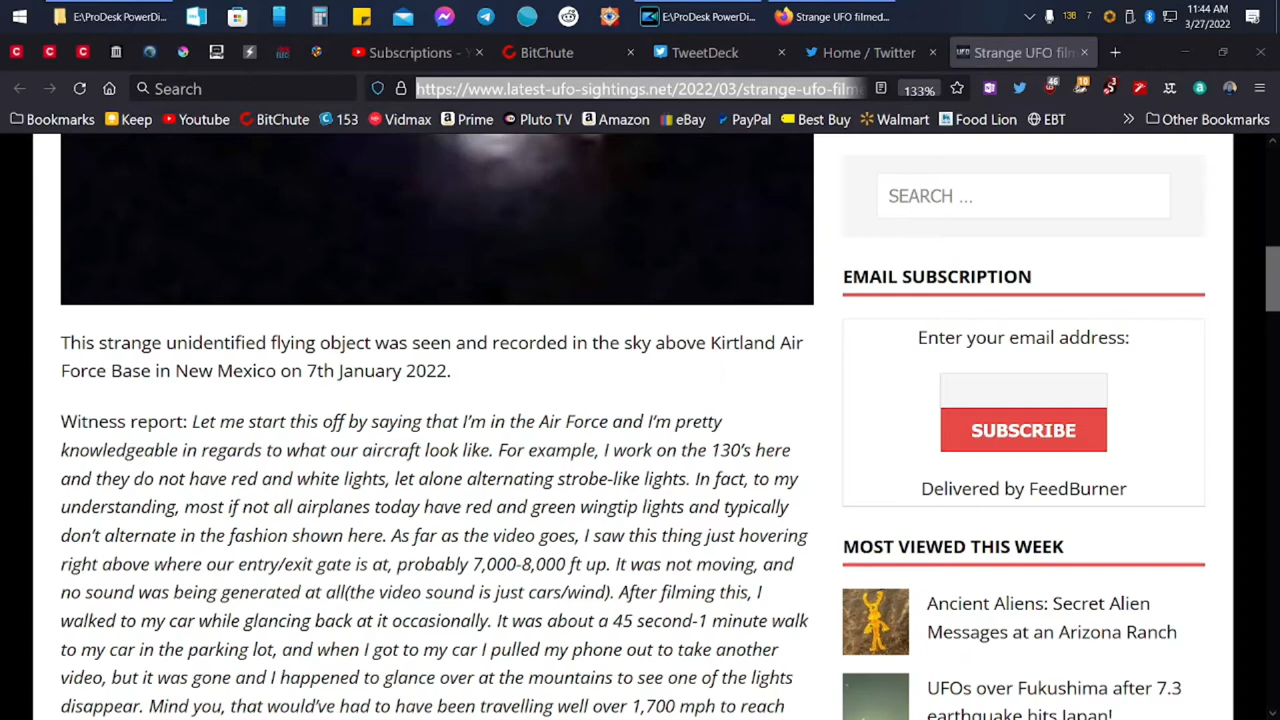 E:\ProDesk PowerDi...
E:\ProDesk PowerDi...
Strange UFO filmed...
138
7
11:44 AM
3/27/2022
Subscriptions - Y
BitChute
TweetDeck
Home / Twitter
Strange UFO film
Search
https://www.latest-ufo-sightings.net/2022/03/strange-ufo-film
133%
46
10
3
Bookmarks
Keep
Youtube
BitChute
153
Vidmax
Prime
Pluto TV
Amazon
eBay
PayPal
Best Buy
Walmart
Food Lion
EBT
Other Bookmarks
This strange unidentified flying object was seen and recorded in the sky above Kirtland Air
Force Base in New Mexico on 7th January 2022.
Witness report: Let me start this off by saying that I'm in the Air Force and I'm pretty
knowledgeable in regards to what our aircraft look like. For example, I work on the 130's here
and they do not have red and white lights, let alone alternating strobe-like lights. In fact, to my
understanding, most if not all airplanes today have red and green wingtip lights and typically
don't alternate in the fashion shown here. As far as the video goes, I saw this thing just hovering
right above where our entry/exit gate is at, probably 7,000-8,000 ft up. It was not moving, and
no sound was being generated at all(the video sound is just cars/wind). After filming this, I
walked to my car while glancing back at it occasionally. It was about a 45 second-1 minute walk
to my car in the parking lot, and when I got to my car I pulled my phone out to take another
video, but it was gone and I happened to glance over at the mountains to see one of the lights
disappear. Mind you, that would've had to have been travelling well over 1,700 mph to reach
SEARCH ...
EMAIL SUBSCRIPTION
Enter your email address:
SUBSCRIBE
Delivered by FeedBurner
MOST VIEWED THIS WEEK
Ancient Aliens: Secret Alien
Messages at an Arizona Ranch
UFOs over Fukushima after 7.3
earthquake hits Japan!